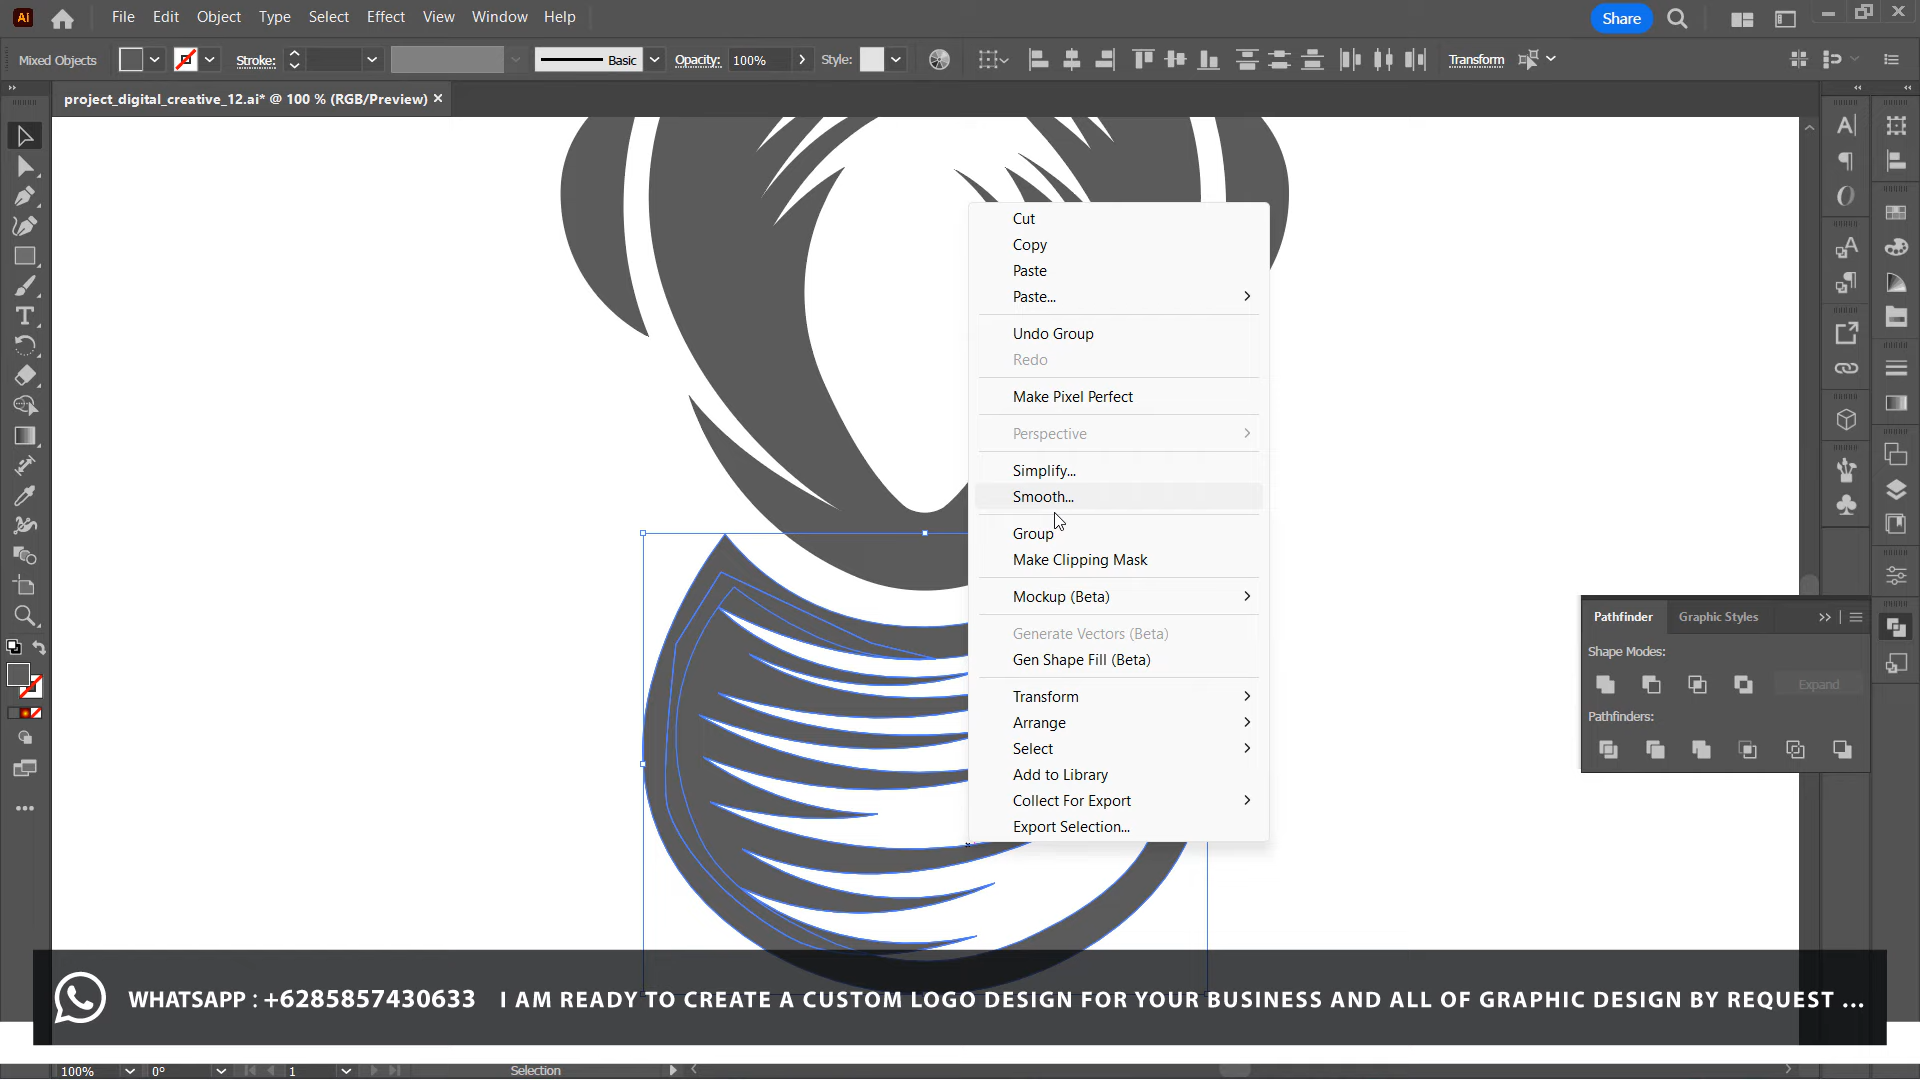 Ai File Edit Object Type Select Effect View Window Help Share
Mixed Objects Stroke: Basic Opacity: 100% Style: Transform
project_digital_creative_12.ai* @ 100 % (RGB/Preview) ×
Cut
Copy
Paste
Paste...
Undo Group
Redo
Make Pixel Perfect
Perspective
Simplify...
Smooth...
Group
Make Clipping Mask
Mockup (Beta)
Generate Vectors (Beta)
Gen Shape Fill (Beta)
Transform
Arrange
Select
Add to Library
Collect For Export
Export Selection...
Pathfinder Graphic Styles
Shape Modes:
Expand
Pathfinders:
WHATSAPP : +6285857430633 I AM READY TO CREATE A CUSTOM LOGO DESIGN FOR YOUR BUSINESS AND ALL OF GRAPHIC DESIGN BY REQUEST ...
100% 0° 1 Selection